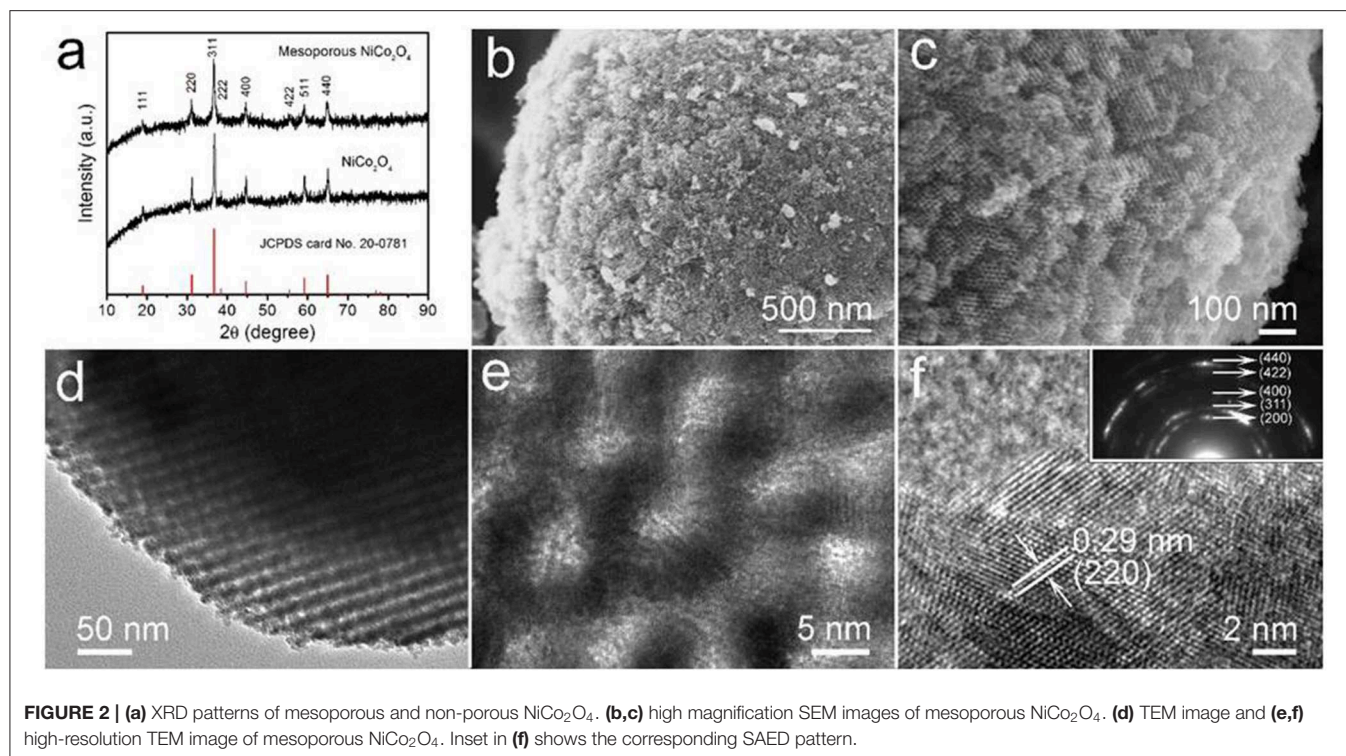 a
Mesoporous NiCo₂O₄
111
220
311
222
400
422
511
440
NiCo₂O₄
JCPDS card No. 20-0781
Intensity (a.u.)
10 20 30 40 50 60 70 80 90
2θ (degree)
b
500 nm
c
100 nm
d
50 nm
e
5 nm
f
(440)
(422)
(400)
(311)
(200)
0.29 nm
(220)
2 nm
FIGURE 2 | (a) XRD patterns of mesoporous and non-porous NiCo₂O₄. (b,c) high magnification SEM images of mesoporous NiCo₂O₄. (d) TEM image and (e,f)
high-resolution TEM image of mesoporous NiCo₂O₄. Inset in (f) shows the corresponding SAED pattern.